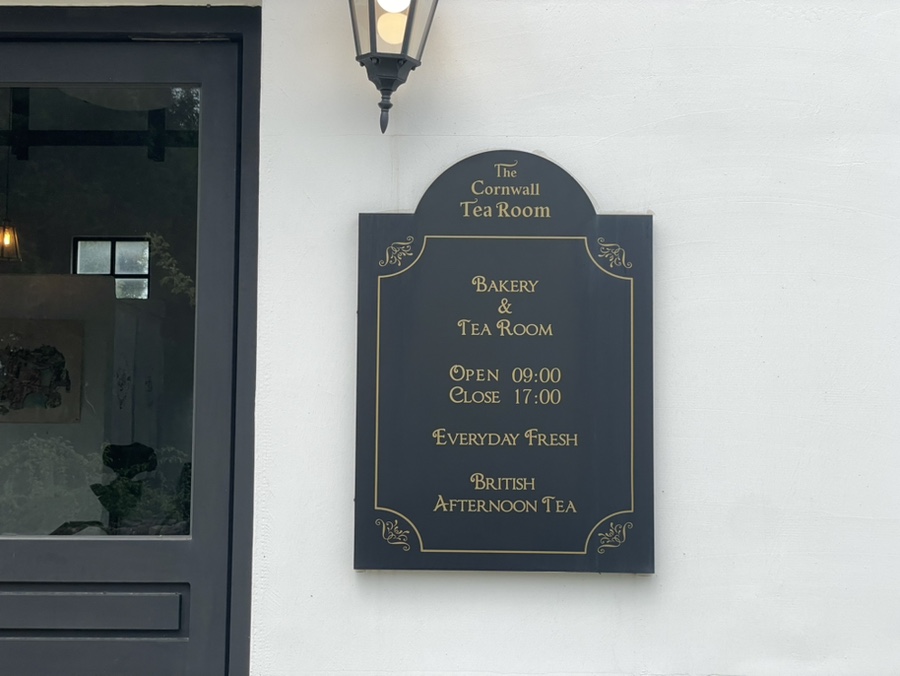 The
Cornwall
Tea Room
Bakery
&
Tea Room
Open 09:00
Close 17:00
Everyday Fresh
British
Afternoon Tea